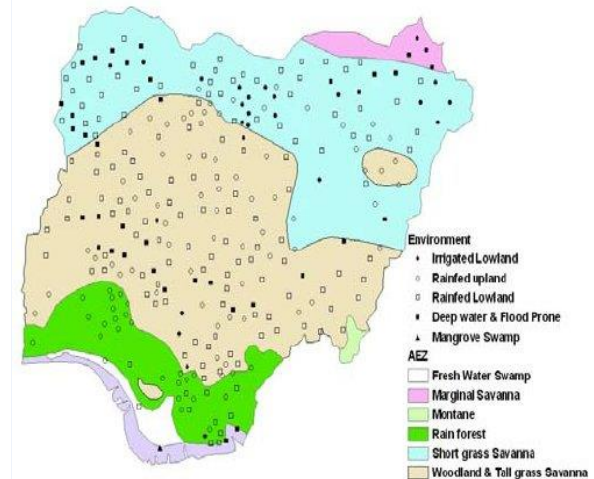 Environment
Irrigated Lowland
Rainfed upland
Rainfed Lowland
Deep water & Flood Prone
Mangrove Swamp
AEZ
Fresh Water Swamp
Marginal Savanna
Montane
Rain forest
Short grass Savanna
Woodland & Tall grass Savanna